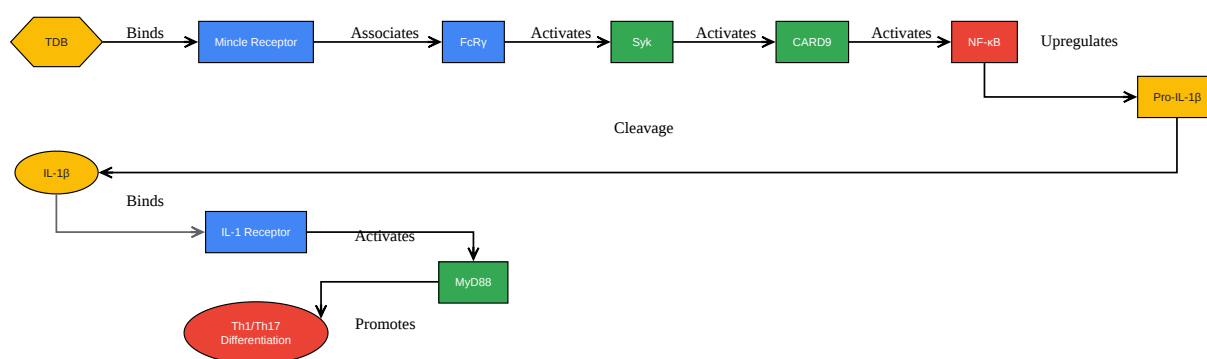 TDB
Binds
Mincle Receptor
Associates
FcRγ
Activates
Syk
Activates
CARD9
Activates
NF-κB
Upregulates
Pro-IL-1β
Cleavage
IL-1β
Binds
IL-1 Receptor
Activates
MyD88
Promotes
Th1/Th17
Differentiation